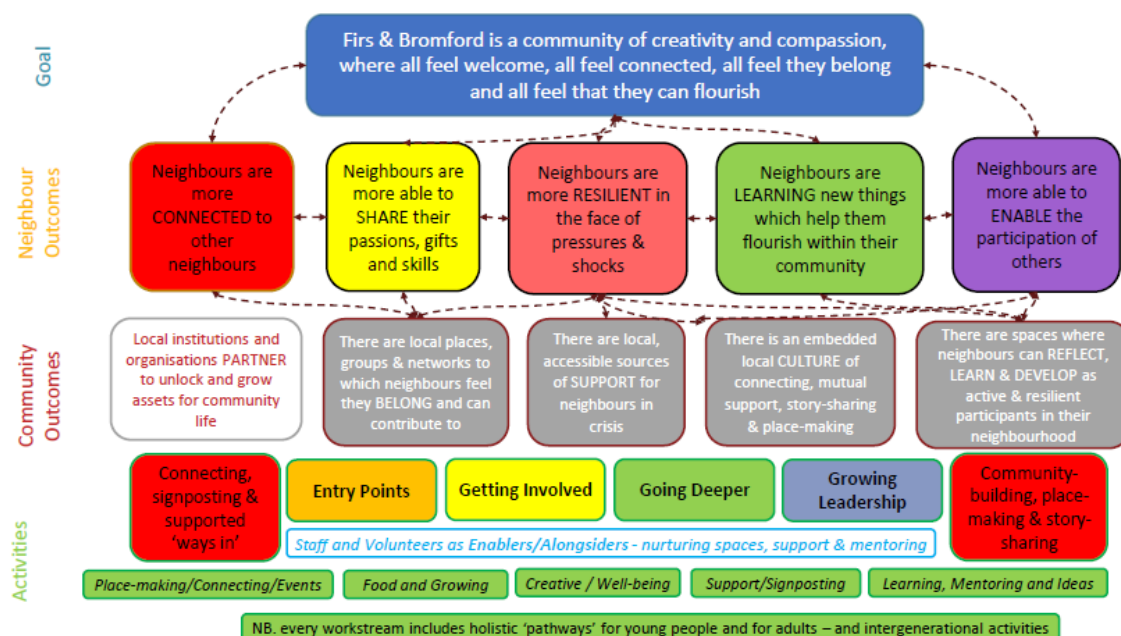 Goal
Firs & Bromford is a community of creativity and compassion,
where all feel welcome, all feel connected, all feel they belong
and all feel that they can flourish
Neighbour
Outcomes
Neighbours are
more
CONNECTED to
other
neighbours
Neighbours are
more able to
SHARE their
passions, gifts
and skills
Neighbours are
more RESILIENT in
the face of
pressures &
shocks
Neighbours are
LEARNING new things
which help them
flourish within their
community
Neighbours are
more able to
ENABLE the
participation of
others
Community
Outcomes
Local institutions and
organisations PARTNER
to unlock and grow
assets for community
life
There are local places,
groups & networks to
which neighbours feel
they BELONG and can
contribute to
There are local,
accessible sources
of SUPPORT for
neighbours in
crisis
There is an embedded
local CULTURE of
connecting, mutual
support, story-sharing
& place-making
There are spaces where
neighbours can REFLECT,
LEARN & DEVELOP as
active & resilient
participants in their
neighbourhood
Activities
Connecting,
signposting &
supported
‘ways in’
Entry Points
Getting Involved
Going Deeper
Growing
Leadership
Community-
building, place-
making & story-
sharing
Staff and Volunteers as Enablers/Alongsiders - nurturing spaces, support & mentoring
Place-making/Connecting/Events
Food and Growing
Creative / Well-being
Support/Signposting
Learning, Mentoring and Ideas
NB. every workstream includes holistic ‘pathways’ for young people and for adults – and intergenerational activities